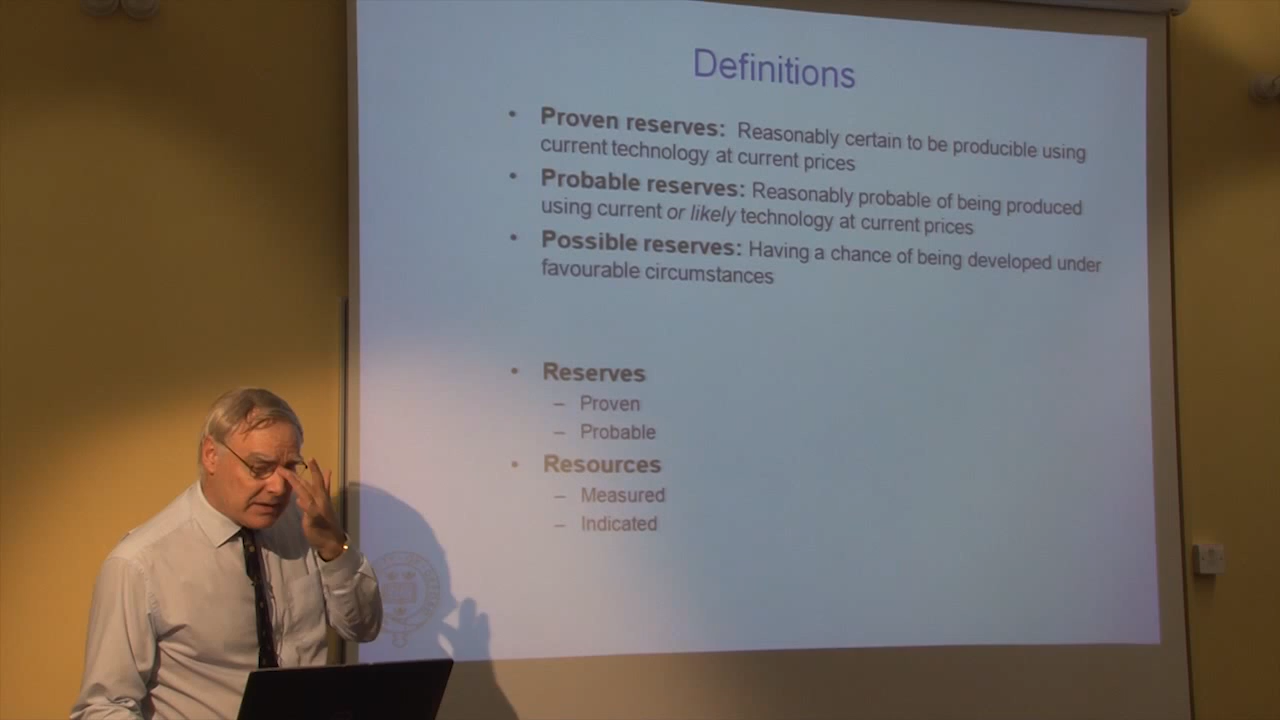 Definitions
• Proven reserves: Reasonably certain to be producible using
current technology at current prices
• Probable reserves: Reasonably probable of being produced
using current or likely technology at current prices
• Possible reserves: Having a chance of being developed under
favourable circumstances
• Reserves
– Proven
– Probable
• Resources
– Measured
– Indicated